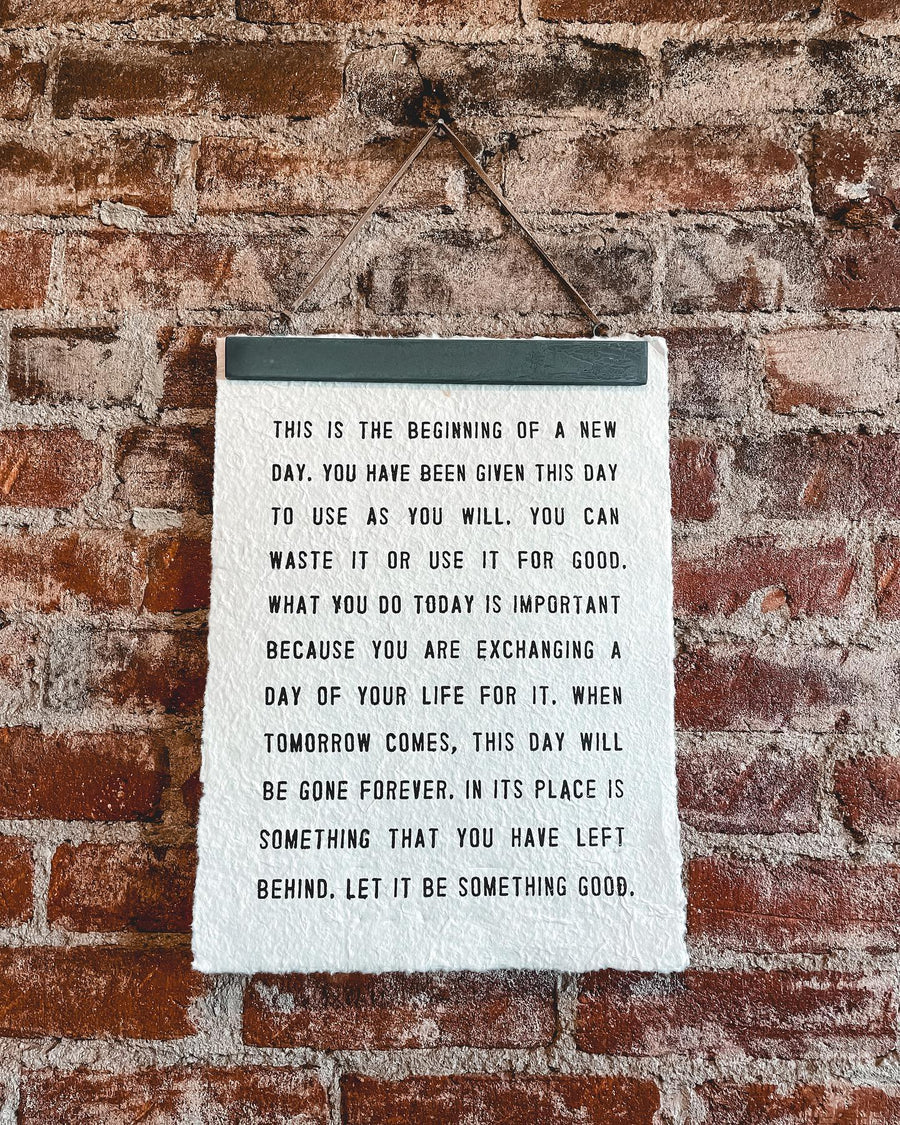 THIS IS THE BEGINNING OF A NEW
DAY. YOU HAVE BEEN GIVEN THIS DAY
TO USE AS YOU WILL. YOU CAN
WASTE IT OR USE IT FOR GOOD.
WHAT YOU DO TODAY IS IMPORTANT
BECAUSE YOU ARE EXCHANGING A
DAY OF YOUR LIFE FOR IT. WHEN
TOMORROW COMES, THIS DAY WILL
BE GONE FOREVER. IN ITS PLACE IS
SOMETHING THAT YOU HAVE LEFT
BEHIND. LET IT BE SOMETHING GOOD.